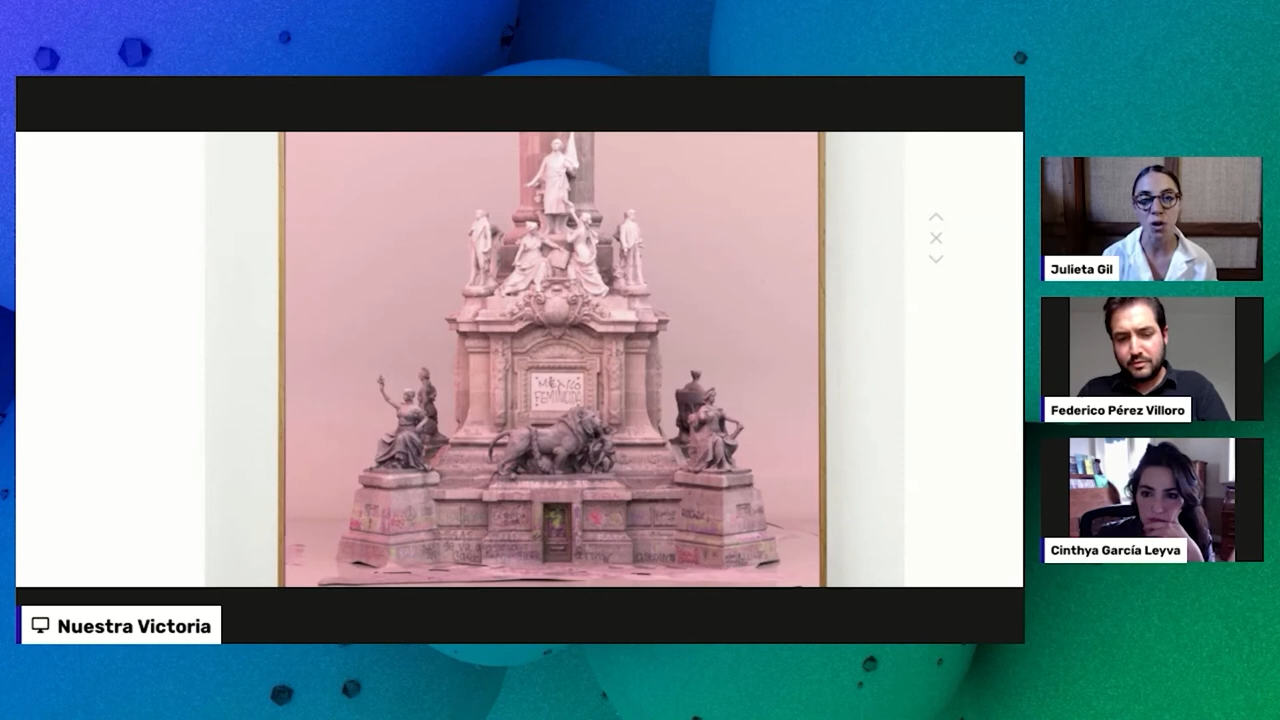 MÉXICO
FEMINICIDA
Nuestra Victoria
Julieta Gil
Federico Pérez Villoro
Cinthya García Leyva